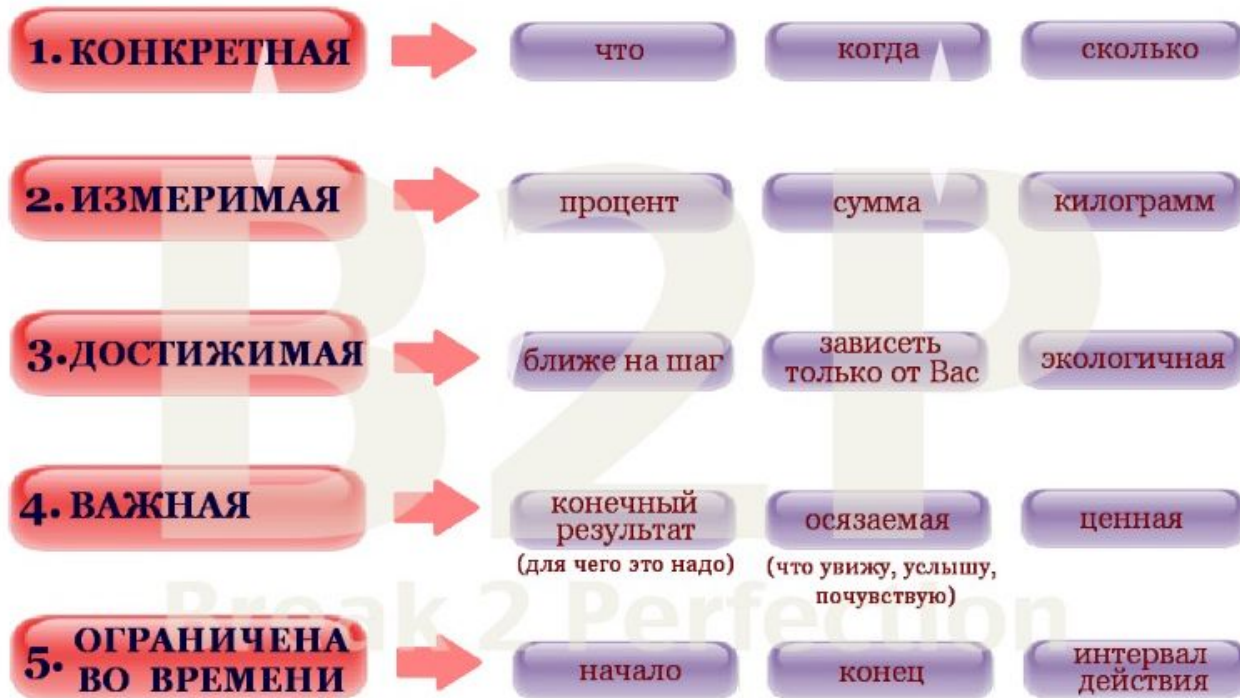 1. КОНКРЕТНАЯ что когда сколько
2. ИЗМЕРИМАЯ процент сумма килограмм
3. ДОСТИЖИМАЯ ближе на шаг зависеть только от Вас экологичная
4. ВАЖНАЯ конечный результат осязаемая ценная
(для чего это надо) (что увижу, услышу, почувствую)
5. ОГРАНИЧЕНА ВО ВРЕМЕНИ начало конец интервал действия
B2P
Break 2 Perfection